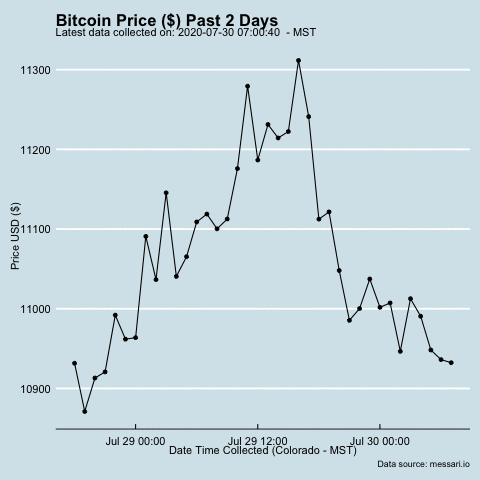 Bitcoin Price ($) Past 2 Days
Latest data collected on: 2020-07-30 07:00:40  - MST
11300
11200
11100
11000
10900
Price USD ($)
Jul 29 00:00 Jul 29 12:00 Jul 30 00:00
Date Time Collected (Colorado - MST)
Data source: messari.io